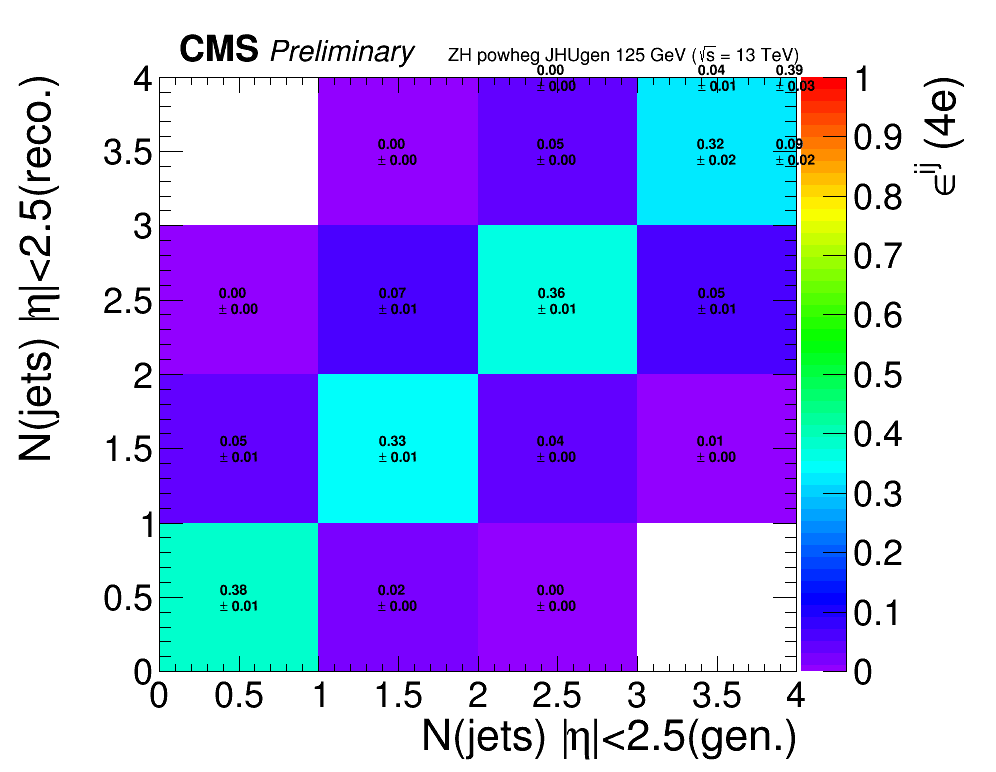 CMS Preliminary
ZH powheg JHUgen 125 GeV (√s = 13 TeV)
0.00 0.04 0.39
± 0.00 ± 0.01 ± 0.03
0.00 0.05 0.32 0.09
± 0.00 ± 0.00 ± 0.02 ± 0.02
0.00 0.07 0.36 0.05
± 0.00 ± 0.01 ± 0.01 ± 0.01
0.05 0.33 0.04 0.01
± 0.01 ± 0.01 ± 0.00 ± 0.00
0.38 0.02 0.00
± 0.01 ± 0.00 ± 0.00
4
3.5
3
2.5
2
1.5
1
0.5
0
0 0.5 1 1.5 2 2.5 3 3.5 4
N(jets) |η|<2.5(gen.)
N(jets) |η|<2.5(reco.)
1
0.9
0.8
0.7
0.6
0.5
0.4
0.3
0.2
0.1
0
∈ij (4e)